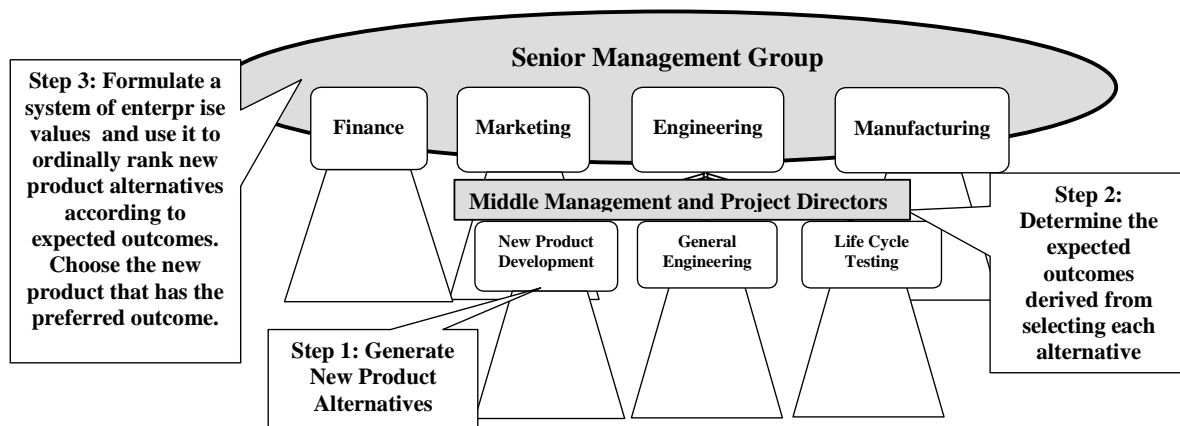 Senior Management Group
Step 3: Formulate a
system of enterpr ise
values and use it to
ordinally rank new
product alternatives
according to
expected outcomes.
Choose the new
product that has the
preferred outcome.
Finance
Marketing
Engineering
Manufacturing
Middle Management and Project Directors
New Product
Development
General
Engineering
Life Cycle
Testing
Step 2:
Determine the
expected
outcomes
derived from
selecting each
alternative
Step 1: Generate
New Product
Alternatives